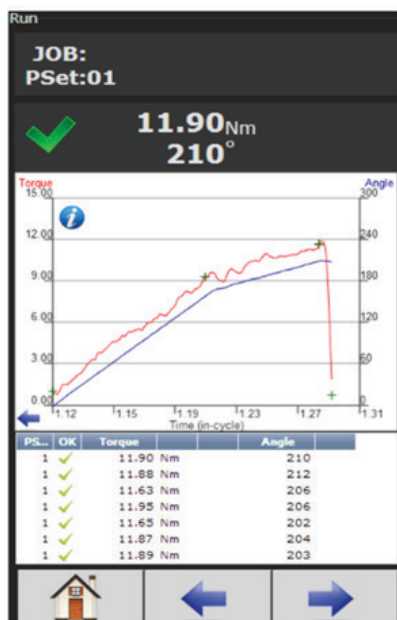 Run
JOB:
PSet:01
11.90Nm
210°
Torque Angle
15.00 300
12.00 240
9.00 180
6.00 120
3.00 60
0.00 0
1.12 1.15 1.19 1.23 1.27 1.31
Time (in-cycle)
PS... OK Torque Angle
1 11.90 Nm 210
1 11.88 Nm 212
1 11.63 Nm 206
1 11.95 Nm 206
1 11.65 Nm 202
1 11.87 Nm 204
1 11.89 Nm 203